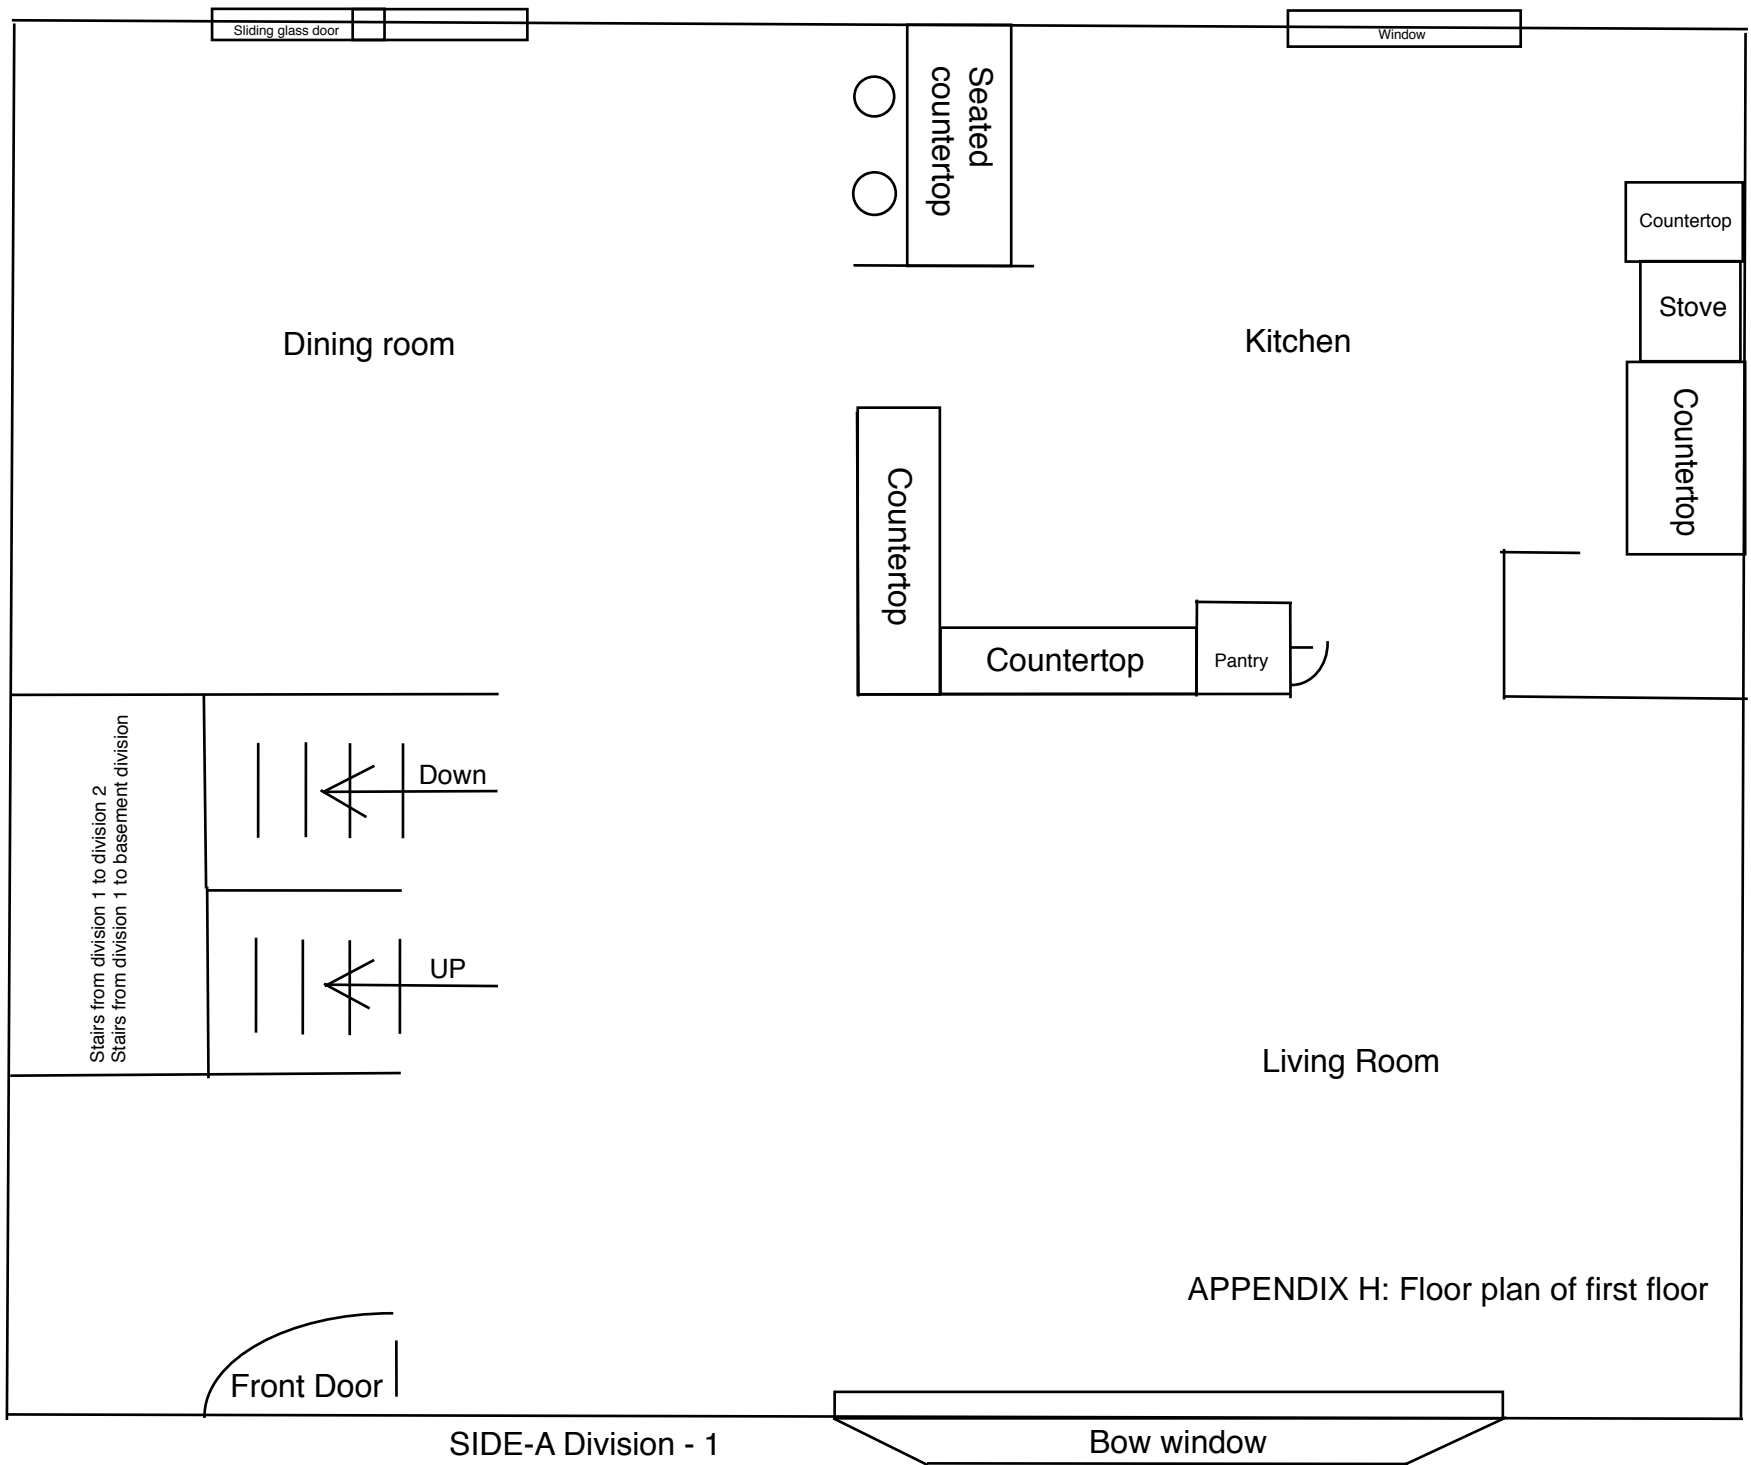 Sliding glass door
Window
Seated
countertop
Countertop
Stove
Dining room
Kitchen
Countertop
Countertop
Countertop
Pantry
Stairs from division 1 to division 2
Stairs from division 1 to basement division
Down
UP
Living Room
APPENDIX H: Floor plan of first floor
Front Door
SIDE-A Division - 1
Bow window